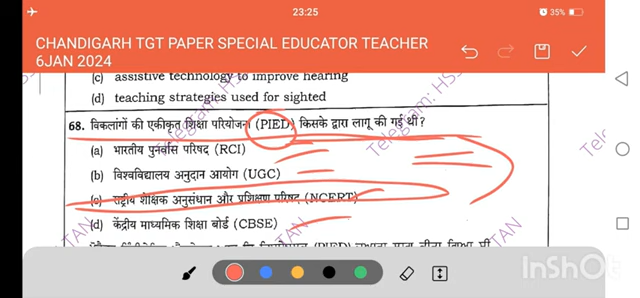 23:25
35%
CHANDIGARH TGT PAPER SPECIAL EDUCATOR TEACHER
6JAN 2024
(c) assistive technology to improve hearing
(d) teaching strategies used for sighted
68. विकलांगों की एकीकृत शिक्षा परियोजना (PIED) किसके द्वारा लागू की गई थी?
(a) भारतीय पुनर्वास परिषद (RCI)
(b) विश्वविद्यालय अनुदान आयोग (UGC)
(c) राष्ट्रीय शैक्षिक अनुसंधान और प्रशिक्षण परिषद (NCERT)
(d) केंद्रीय माध्यमिक शिक्षा बोर्ड (CBSE)
InShOt